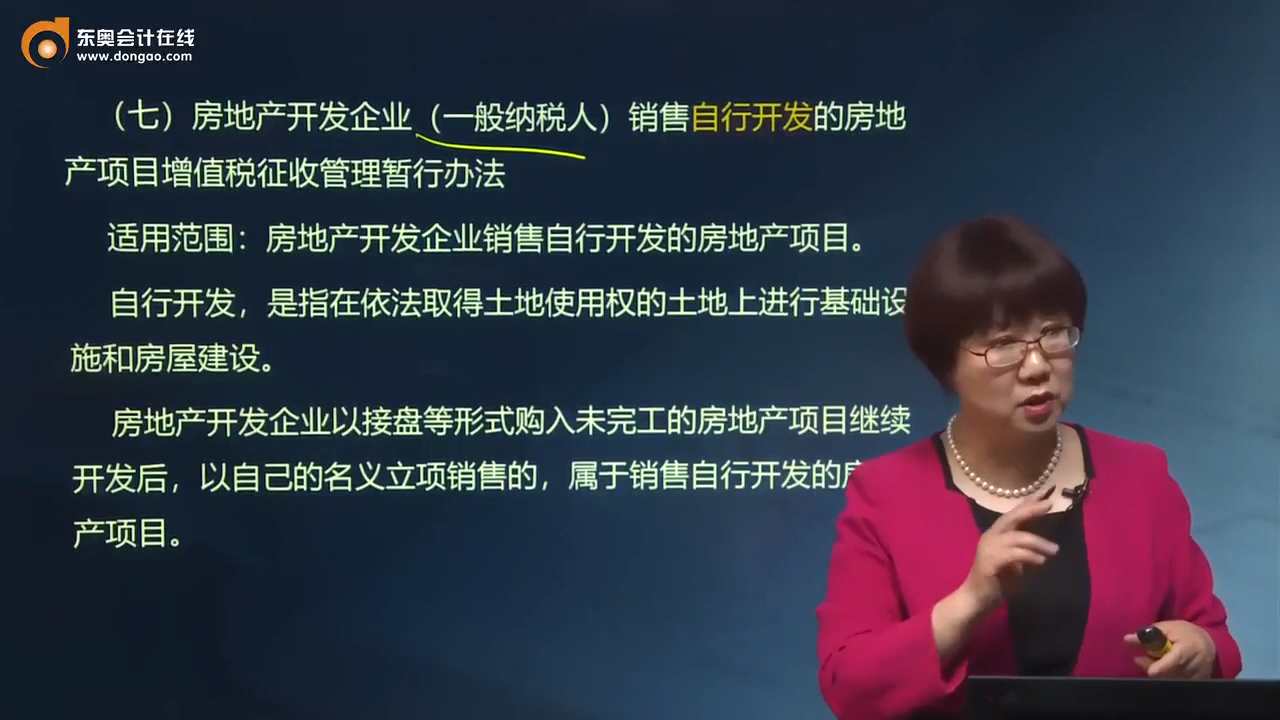 东奥会计在线
www.dongao.com
（七）房地产开发企业（一般纳税人）销售自行开发的房地
产项目增值税征收管理暂行办法
适用范围：房地产开发企业销售自行开发的房地产项目。
自行开发，是指在依法取得土地使用权的土地上进行基础设
施和房屋建设。
房地产开发企业以接盘等形式购入未完工的房地产项目继续
开发后，以自己的名义立项销售的，属于销售自行开发的
产项目。